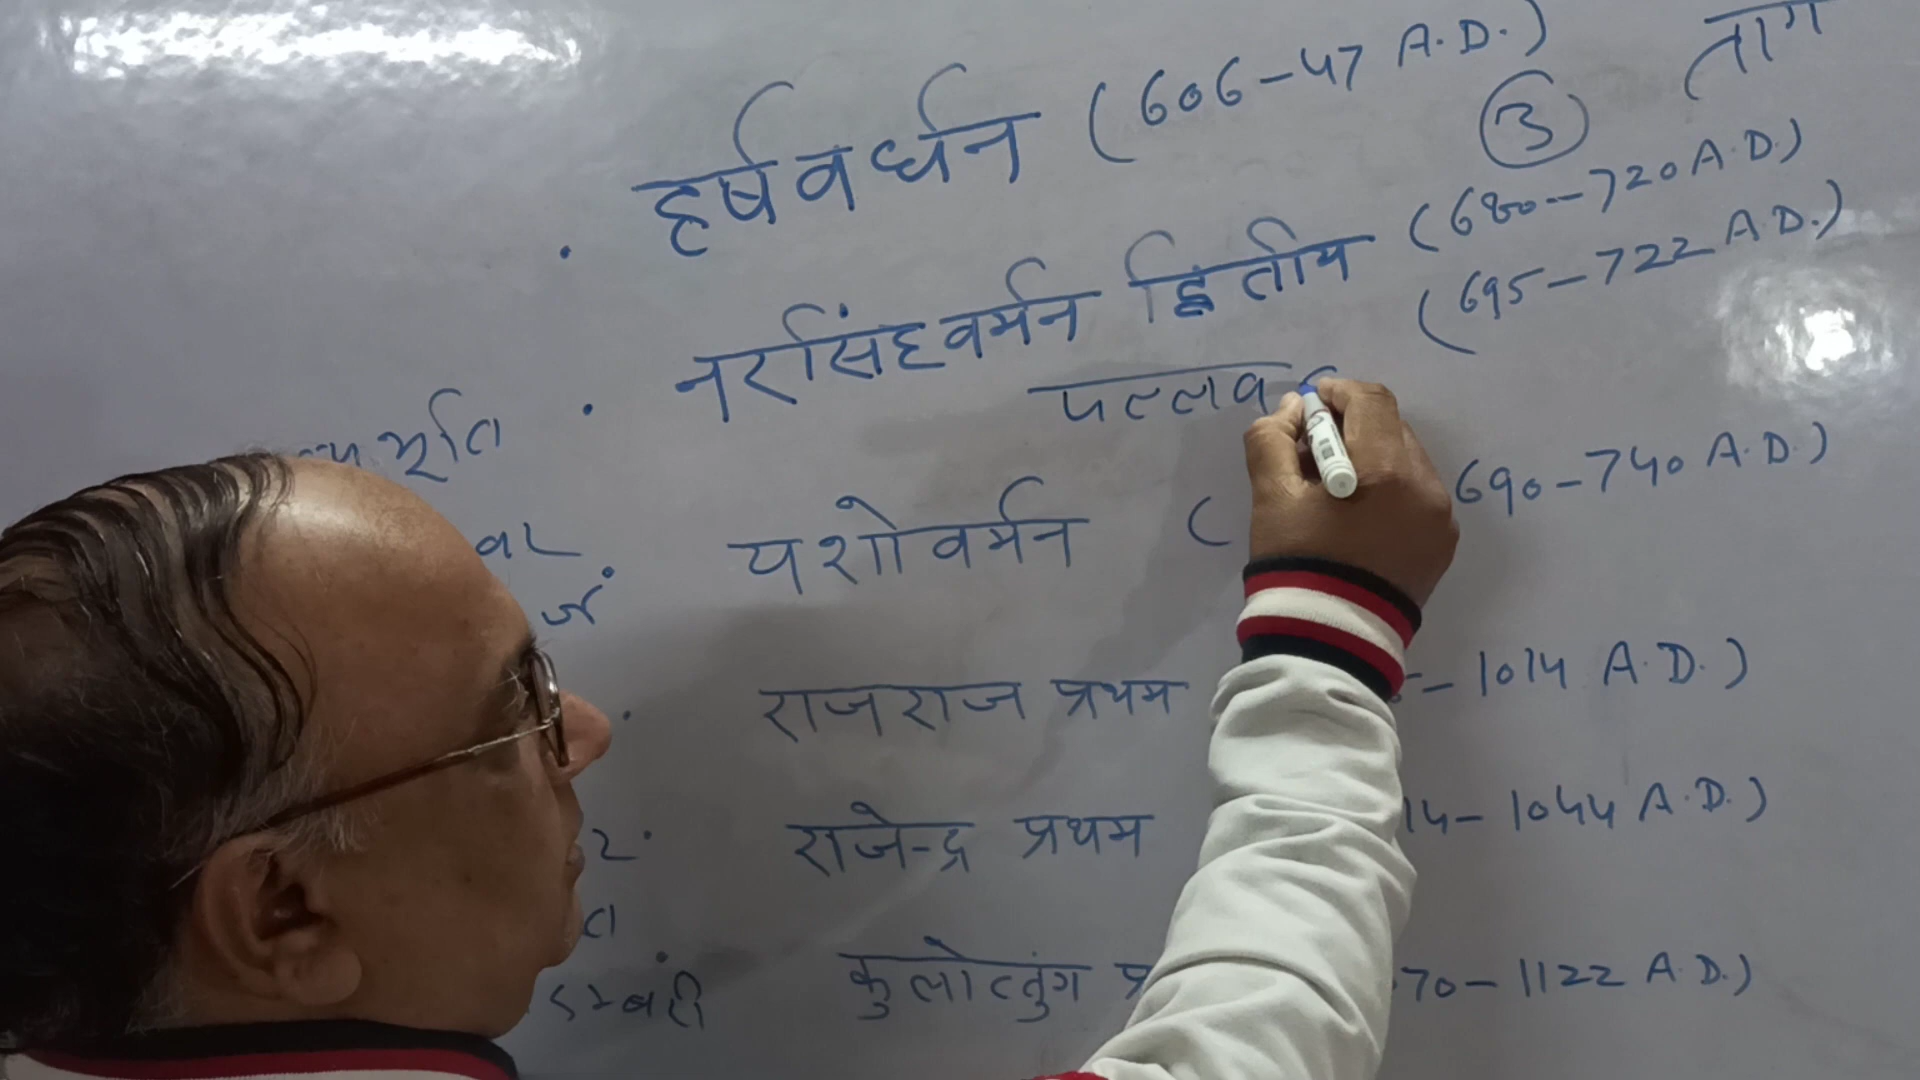 हर्षवर्धन (606-47 A.D.)
3
तांग
नरसिंहवर्मन द्वितीय (680-720 A.D.)
(695-722 A.D.)
पल्लव
यशोवर्मन ( 690-740 A.D.)
राजराज प्रथम -1014 A.D.)
राजेन्द्र प्रथम 14-1044 A.D.)
कुलोत्तुंग प्र 70-1122 A.D.)